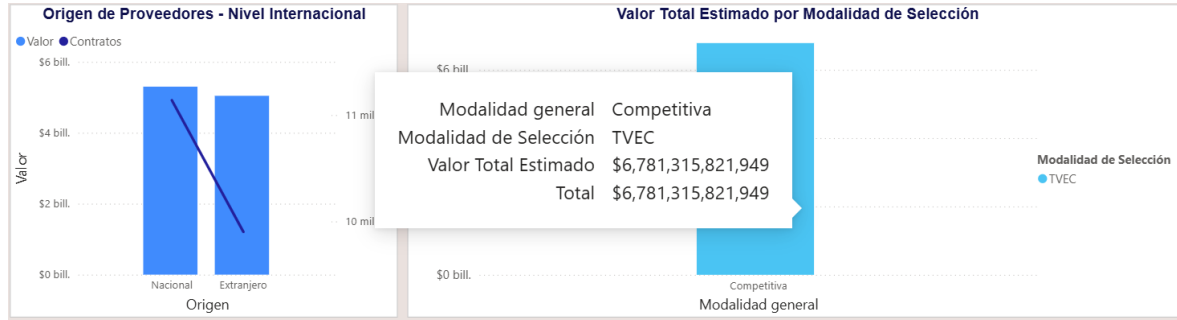 Origen de Proveedores - Nivel Internacional
Valor Contratos
$6 bill.
$4 bill.
$2 bill.
$0 bill.
Valor
11 mil
10 mil
Nacional Extranjero
Origen
Valor Total Estimado por Modalidad de Selección
$6 bill.
$0 bill.
Modalidad general Competitiva
Modalidad de Selección TVEC
Valor Total Estimado $6,781,315,821,949
Total $6,781,315,821,949
Competitiva
Modalidad general
Modalidad de Selección
TVEC